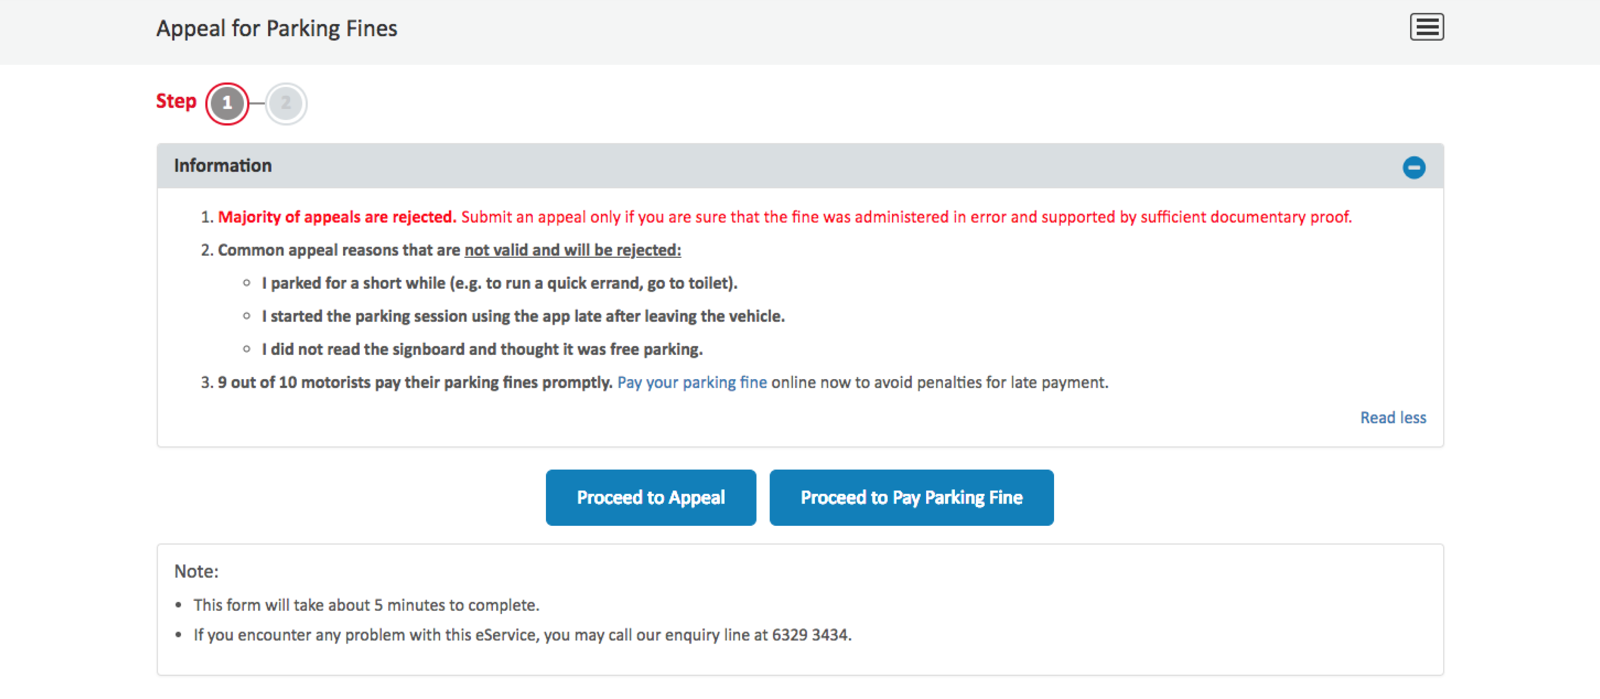 Appeal for Parking Fines
Step 1 2
Information
1. Majority of appeals are rejected. Submit an appeal only if you are sure that the fine was administered in error and supported by sufficient documentary proof.
2. Common appeal reasons that are not valid and will be rejected:
I parked for a short while (e.g. to run a quick errand, go to toilet).
I started the parking session using the app late after leaving the vehicle.
I did not read the signboard and thought it was free parking.
3. 9 out of 10 motorists pay their parking fines promptly. Pay your parking fine online now to avoid penalties for late payment.
Read less
Proceed to Appeal
Proceed to Pay Parking Fine
Note:
• This form will take about 5 minutes to complete.
• If you encounter any problem with this eService, you may call our enquiry line at 6329 3434.